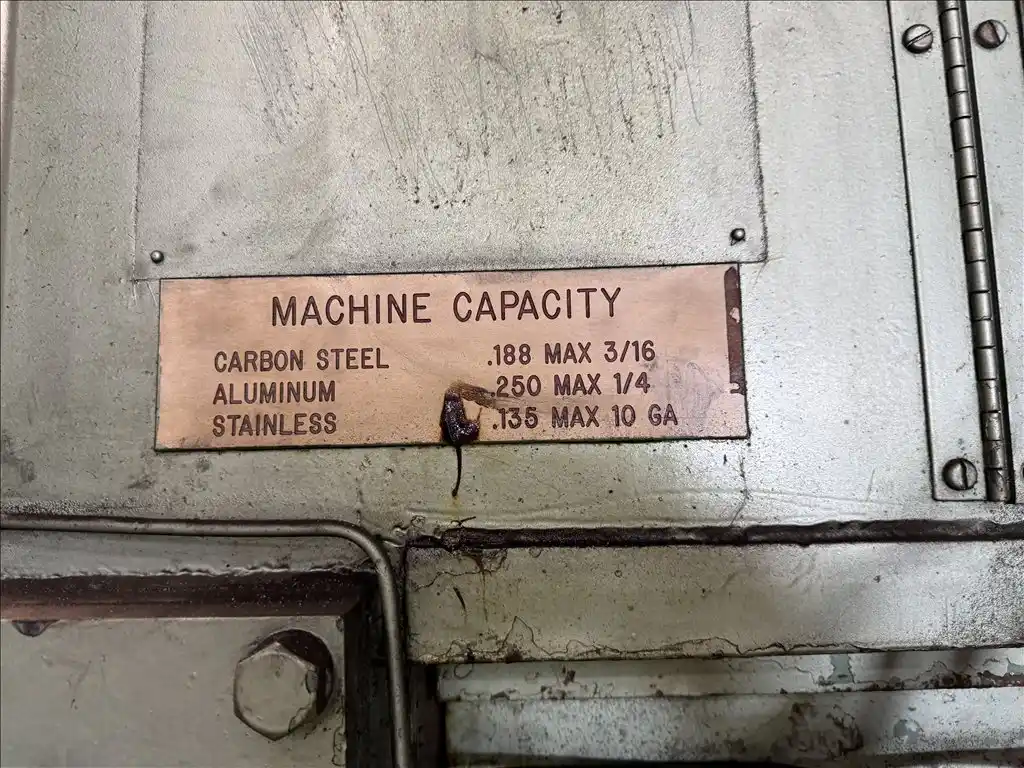 MACHINE CAPACITY
CARBON STEEL .188 MAX 3/16
ALUMINUM .250 MAX 1/4
STAINLESS .135 MAX 10 GA